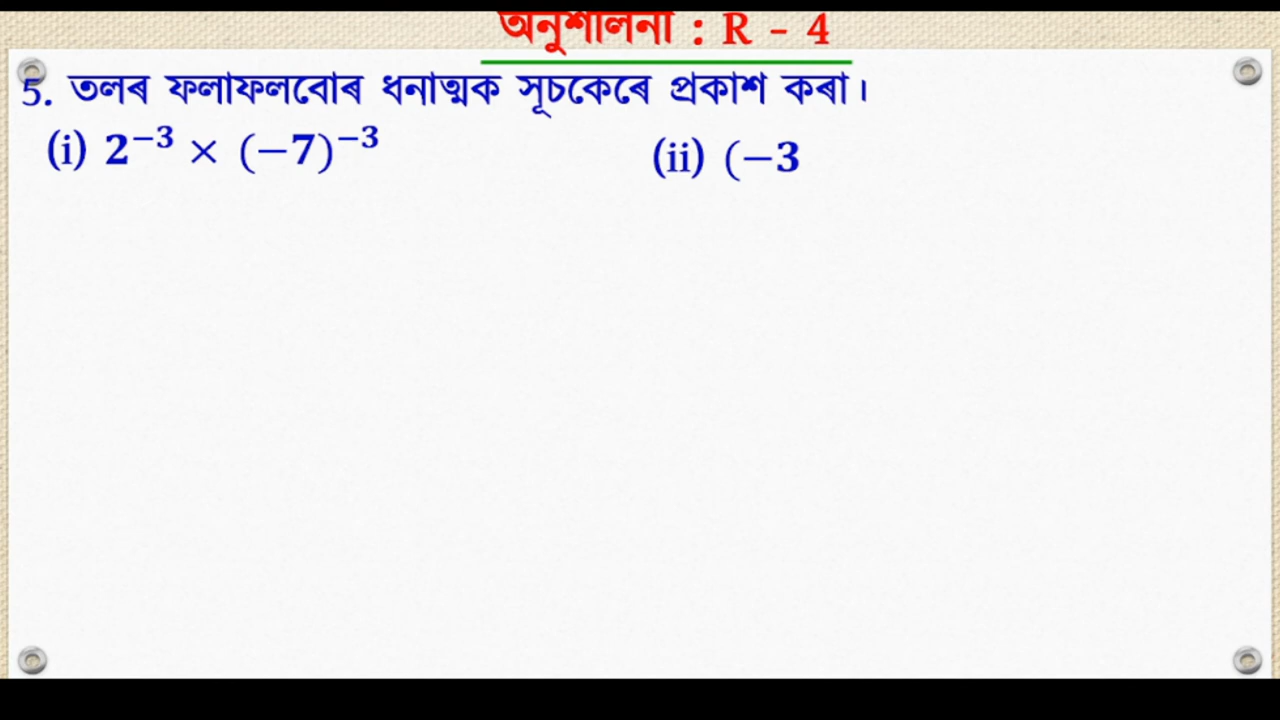 অনুশীলনী : R - 4
5. তলৰ ফলাফলবোৰ ধনাত্মক সূচকেৰে প্ৰকাশ কৰা।
(i) 2⁻³ × (−7)⁻³ (ii) (−3